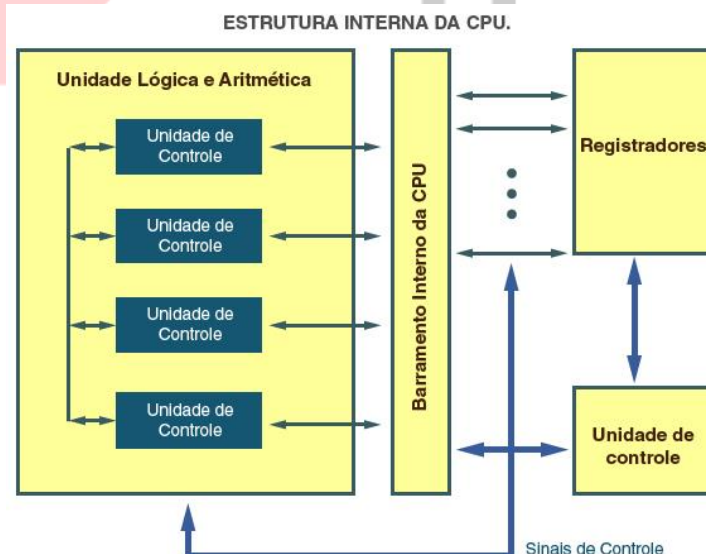 ESTRUTURA INTERNA DA CPU.
Unidade Lógica e Aritmética
Unidade de
Controle
Unidade de
Controle
Unidade de
Controle
Unidade de
Controle
Barramento Interno da CPU
Registradores
Unidade de
controle
Sinais de Controle